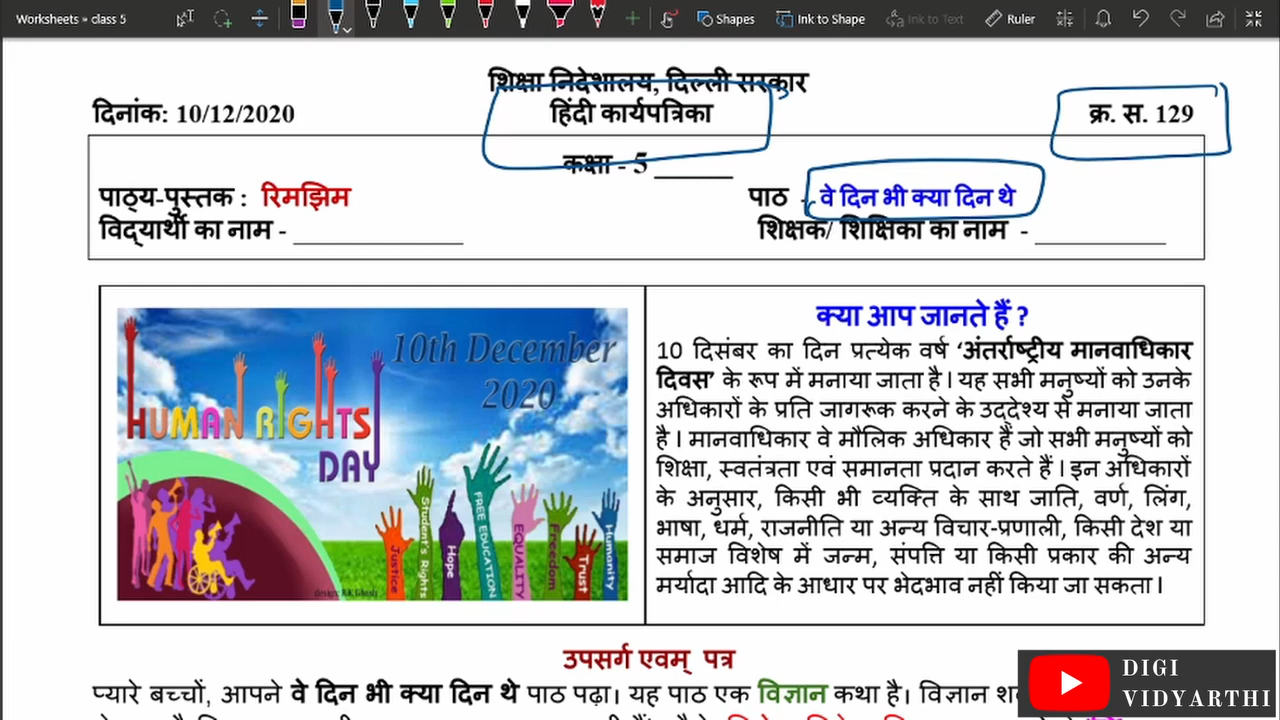 Worksheets » class 5
Shapes
Ink to Shape
Ink to Text
Ruler
शिक्षा निदेशालय, दिल्ली सरकार
दिनांक: 10/12/2020
हिंदी कार्यपत्रिका
क्र. स. 129
कक्षा - 5 ______
पाठ्य-पुस्तक : रिमझिम
पाठ - वे दिन भी क्या दिन थे
विद्यार्थी का नाम - _____________
शिक्षक/ शिक्षिका का नाम - __________
10th December
2020
HUMAN RIGHTS
DAY
Justice
Student's Rights
Hope
FREE EDUCATION
EQUALITY
Freedom
Trust
Humanity
क्या आप जानते हैं ?
10 दिसंबर का दिन प्रत्येक वर्ष ‘अंतर्राष्ट्रीय मानवाधिकार
दिवस’ के रूप में मनाया जाता है । यह सभी मनुष्यों को उनके
अधिकारों के प्रति जागरूक करने के उद्देश्य से मनाया जाता
है । मानवाधिकार वे मौलिक अधिकार हैं जो सभी मनुष्यों को
शिक्षा, स्वतंत्रता एवं समानता प्रदान करते हैं । इन अधिकारों
के अनुसार, किसी भी व्यक्ति के साथ जाति, वर्ण, लिंग,
भाषा, धर्म, राजनीति या अन्य विचार-प्रणाली, किसी देश या
समाज विशेष में जन्म, संपत्ति या किसी प्रकार की अन्य
मर्यादा आदि के आधार पर भेदभाव नहीं किया जा सकता ।
उपसर्ग एवम् पत्र
प्यारे बच्चों, आपने वे दिन भी क्या दिन थे पाठ पढ़ा। यह पाठ एक विज्ञान कथा है। विज्ञान
DIGI
VIDYARTHI